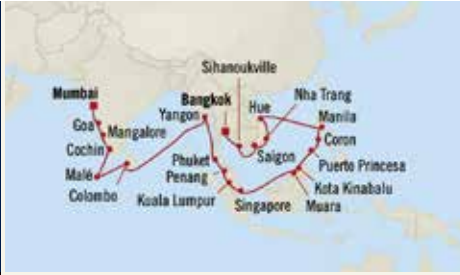 Sihanoukville
Mumbai
Bangkok
Hue
Nha Trang
Yangon
Manila
Goa
Mangalore
Coron
Cochin
Saigon
Phuket
Puerto Princesa
Malé
Penang
Kota Kinabalu
Colombo
Kuala Lumpur
Singapore
Muara